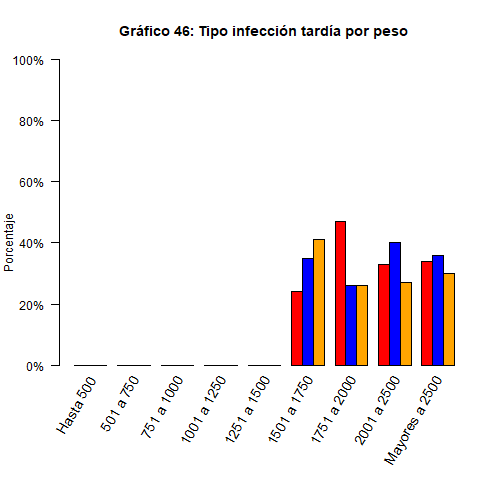 Gráfico 46: Tipo infección tardía por peso
100%
80%
60%
40%
20%
0%
Porcentaje
Hasta 500
501 a 750
751 a 1000
1001 a 1250
1251 a 1500
1501 a 1750
1751 a 2000
2001 a 2500
Mayores a 2500